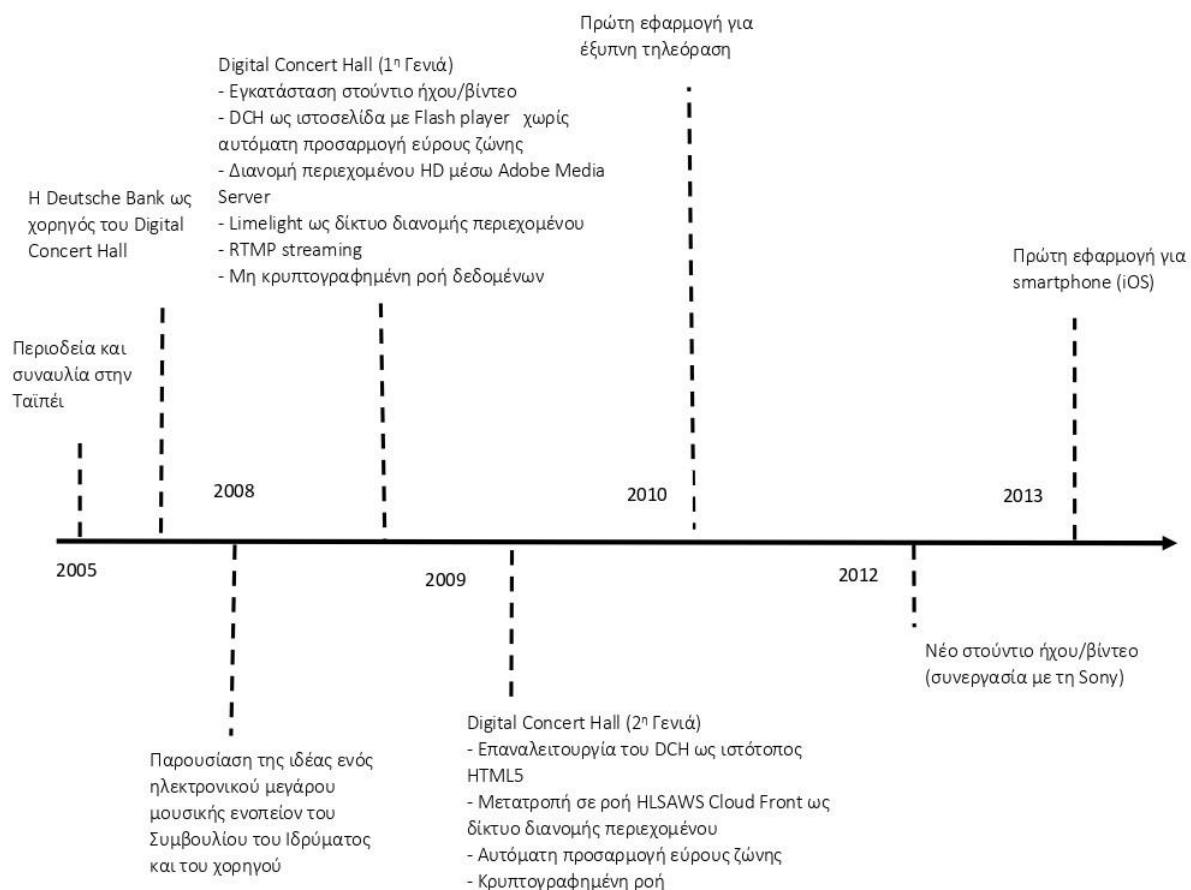 Πρώτη εφαρμογή για
έξυπνη τηλεόραση
Digital Concert Hall (1η Γενιά)
- Εγκατάσταση στούντιο ήχου/βίντεο
- DCH ως ιστοσελίδα με Flash player χωρίς
αυτόματη προσαρμογή εύρους ζώνης
- Διανομή περιεχομένου HD μέσω Adobe Media
Server
- Limelight ως δίκτυο διανομής περιεχομένου
- RTMP streaming
- Μη κρυπτογραφημένη ροή δεδομένων
Η Deutsche Bank ως
χορηγός του Digital
Concert Hall
Πρώτη εφαρμογή για
smartphone (iOS)
Περιοδεία και
συναυλία στην
Ταϊπέι
2008
2010
2013
2005
2009
2012
Νέο στούντιο ήχου/βίντεο
(συνεργασία με τη Sony)
Παρουσίαση της ιδέας ενός
ηλεκτρονικού μεγάρου
μουσικής ενοπείον του
Συμβουλίου του Ιδρύματος
και του χορηγού
Digital Concert Hall (2η Γενιά)
- Επαναλειτουργία του DCH ως ιστότοπος
HTML5
- Μετατροπή σε ροή HLSAWS Cloud Front ως
δίκτυο διανομής περιεχομένου
- Αυτόματη προσαρμογή εύρους ζώνης
- Κρυπτογραφημένη ροή